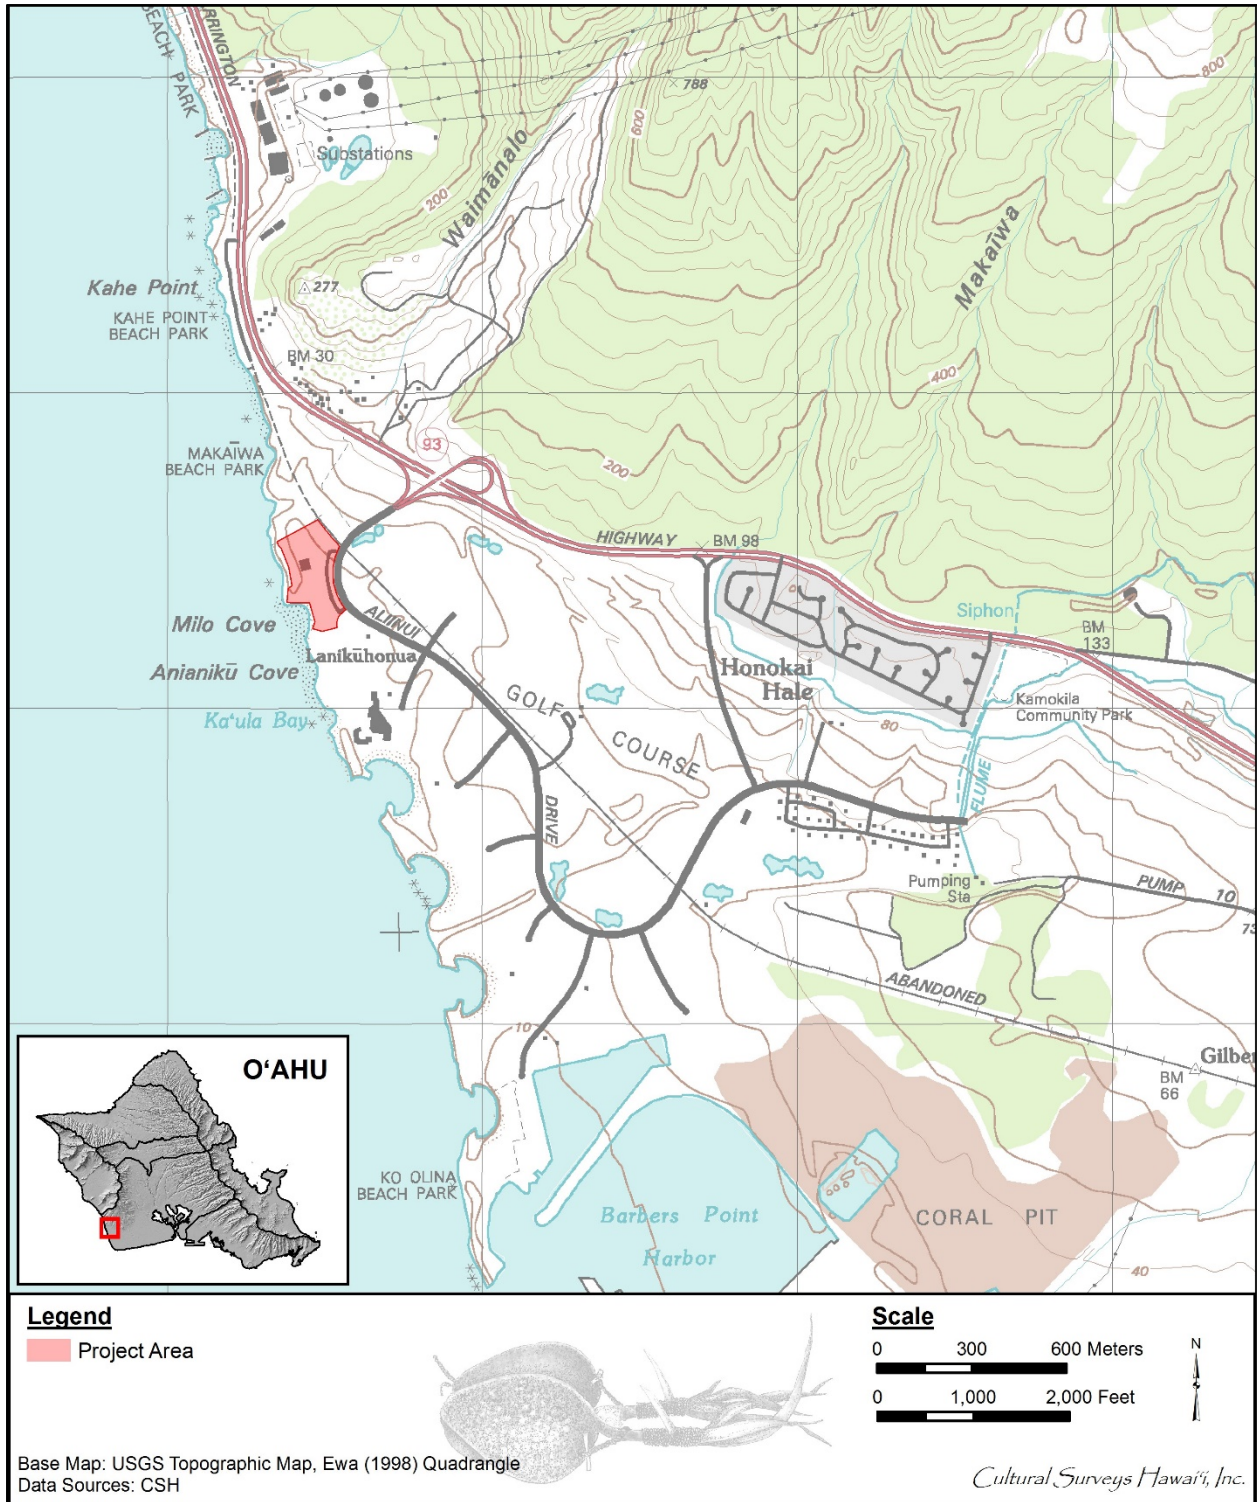 BEACH PARK
RRINGTON
Substations
788
800
600
200
Waimānalo
Makaīwa
Kahe Point
KAHE POINT
BEACH PARK
277
BM 30
400
MAKAĪWA
BEACH PARK
93
200
HIGHWAY
BM 98
Siphon
BM
133
Milo Cove
ALIINUI
Lanikūhonua
Anianikū Cove
Honokai
Hale
Kamokila
Community Park
Ka'ula Bay
GOLF
COURSE
80
FLUME
DRIVE
Pumping
Sta
PUMP
10
73
ABANDONED
10
Gilber
BM
66
O'AHU
KO OLINA
BEACH PARK
Barbers Point
Harbor
CORAL PIT
40
Legend
Project Area
Scale
0 300 600 Meters
0 1,000 2,000 Feet
N
Base Map: USGS Topographic Map, Ewa (1998) Quadrangle
Data Sources: CSH
Cultural Surveys Hawai'i, Inc.